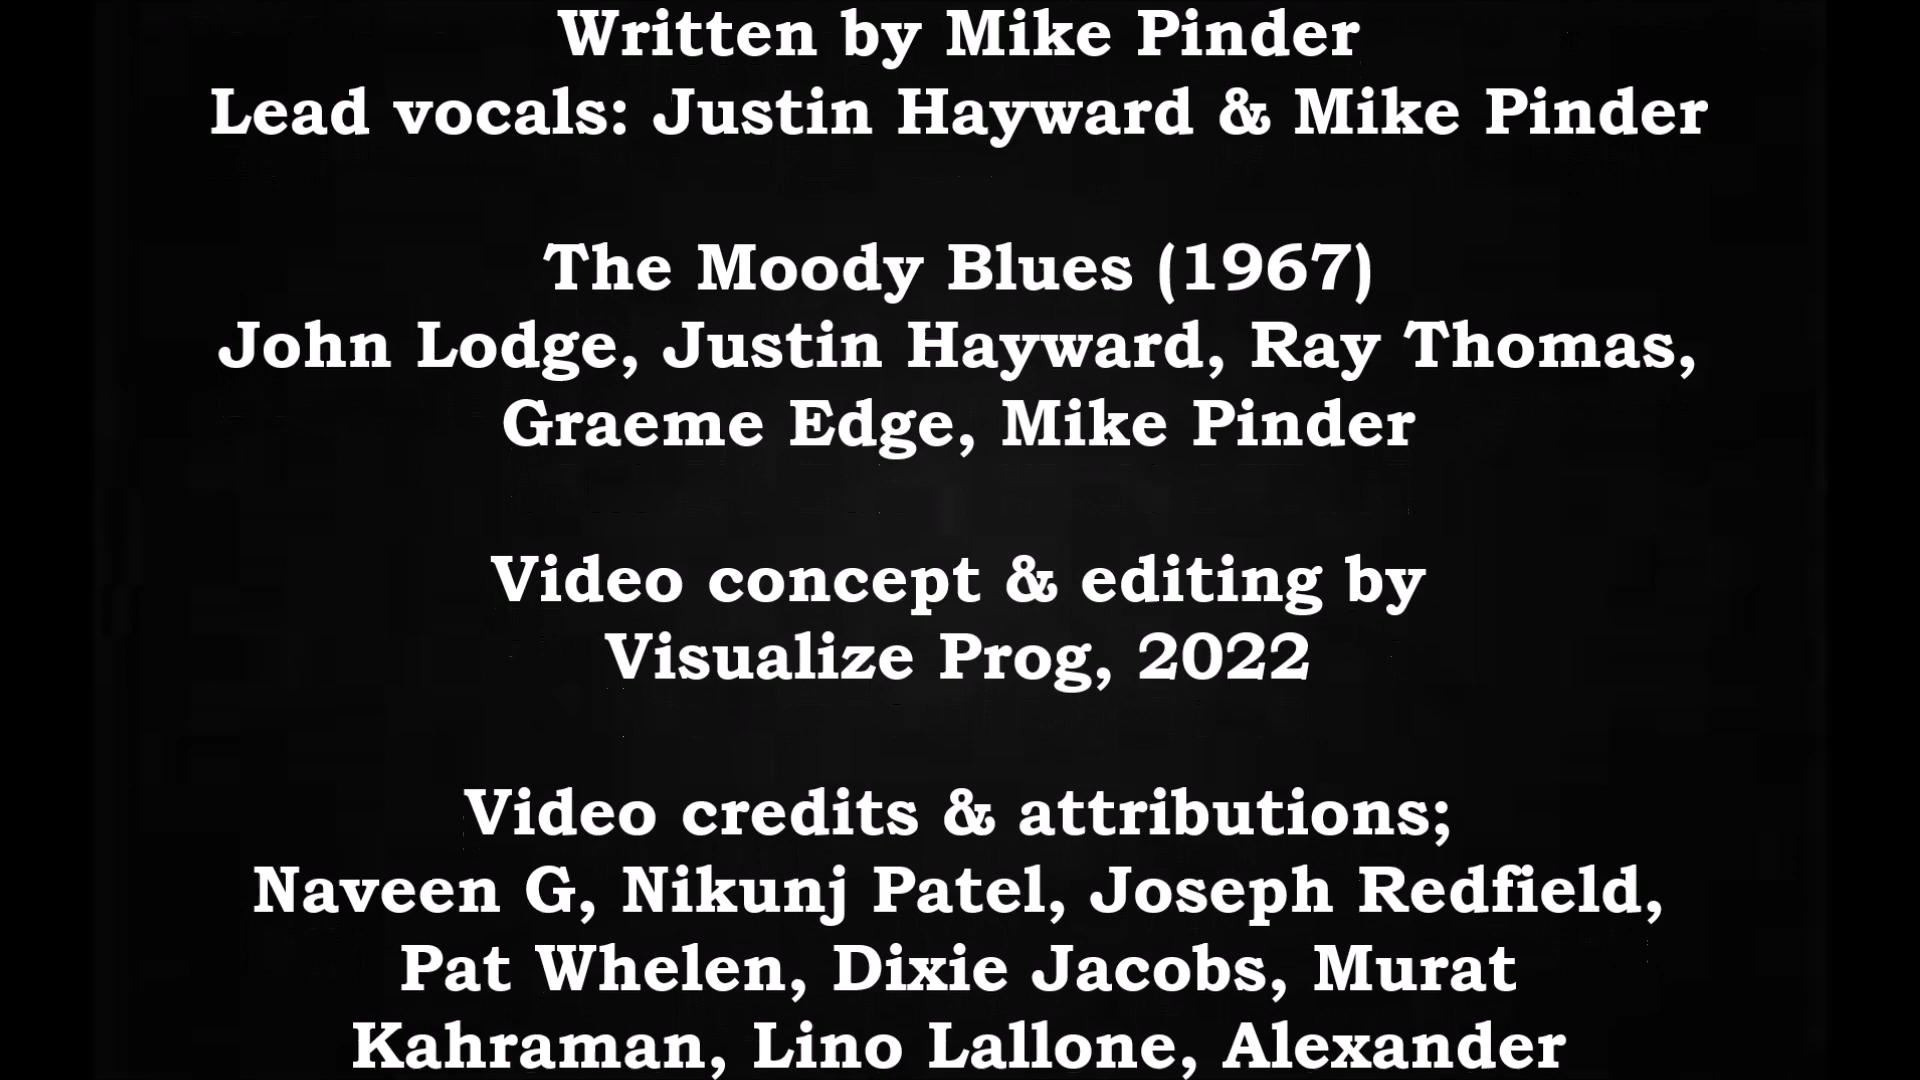 Written by Mike Pinder
Lead vocals: Justin Hayward & Mike Pinder
The Moody Blues (1967)
John Lodge, Justin Hayward, Ray Thomas,
Graeme Edge, Mike Pinder
Video concept & editing by
Visualize Prog, 2022
Video credits & attributions;
Naveen G, Nikunj Patel, Joseph Redfield,
Pat Whelen, Dixie Jacobs, Murat
Kahraman, Lino Lallone, Alexander